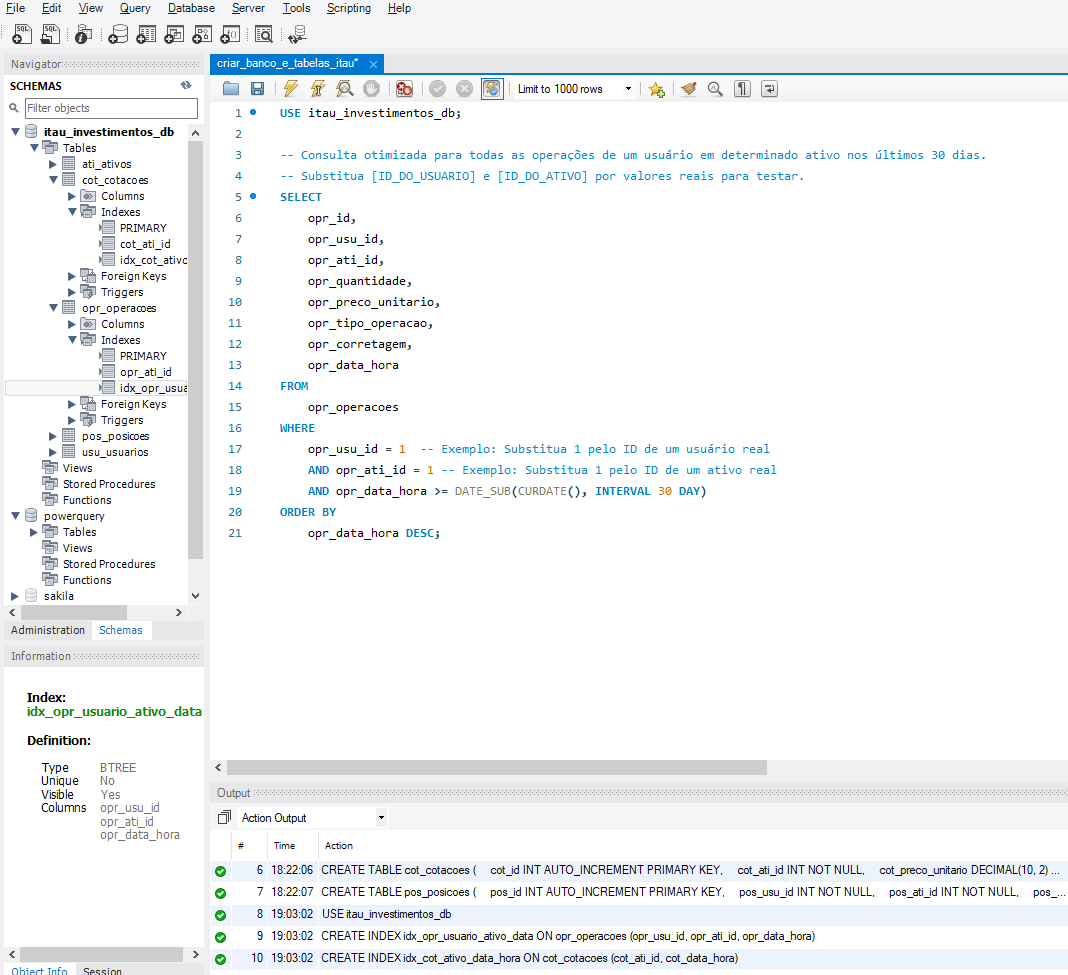 File Edit View Query Database Server Tools Scripting Help
Navigator
SCHEMAS
Filter objects
itau_investimentos_db
Tables
ati_ativos
cot_cotacoes
Columns
Indexes
PRIMARY
cot_ati_id
idx_cot_ativo
Foreign Keys
Triggers
opr_operacoes
Columns
Indexes
PRIMARY
opr_ati_id
idx_opr_usua
Foreign Keys
Triggers
pos_posicoes
usu_usuarios
Views
Stored Procedures
Functions
powerquery
Tables
Views
Stored Procedures
Functions
sakila
Administration Schemas
Information
Index:
idx_opr_usuario_ativo_data
Definition:
Type BTREE
Unique No
Visible Yes
Columns opr_usu_id
opr_ati_id
opr_data_hora
Object Info Session
criar_banco_e_tabelas_itau*
Limit to 1000 rows
1 USE itau_investimentos_db;
2
3 -- Consulta otimizada para todas as operações de um usuário em determinado ativo nos últimos 30 dias.
4 -- Substitua [ID_DO_USUARIO] e [ID_DO_ATIVO] por valores reais para testar.
5 SELECT
6 opr_id,
7 opr_usu_id,
8 opr_ati_id,
9 opr_quantidade,
10 opr_preco_unitario,
11 opr_tipo_operacao,
12 opr_corretagem,
13 opr_data_hora
14 FROM
15 opr_operacoes
16 WHERE
17 opr_usu_id = 1 -- Exemplo: Substitua 1 pelo ID de um usuário real
18 AND opr_ati_id = 1 -- Exemplo: Substitua 1 pelo ID de um ativo real
19 AND opr_data_hora >= DATE_SUB(CURDATE(), INTERVAL 30 DAY)
20 ORDER BY
21 opr_data_hora DESC;
Output
Action Output
# Time Action
6 18:22:06 CREATE TABLE cot_cotacoes ( cot_id INT AUTO_INCREMENT PRIMARY KEY, cot_ati_id INT NOT NULL, cot_preco_unitario DECIMAL(10, 2) ...
7 18:22:07 CREATE TABLE pos_posicoes ( pos_id INT AUTO_INCREMENT PRIMARY KEY, pos_usu_id INT NOT NULL, pos_ati_id INT NOT NULL, pos_...
8 19:03:02 USE itau_investimentos_db
9 19:03:02 CREATE INDEX idx_opr_usuario_ativo_data ON opr_operacoes (opr_usu_id, opr_ati_id, opr_data_hora)
10 19:03:02 CREATE INDEX idx_cot_ativo_data_hora ON cot_cotacoes (cot_ati_id, cot_data_hora)